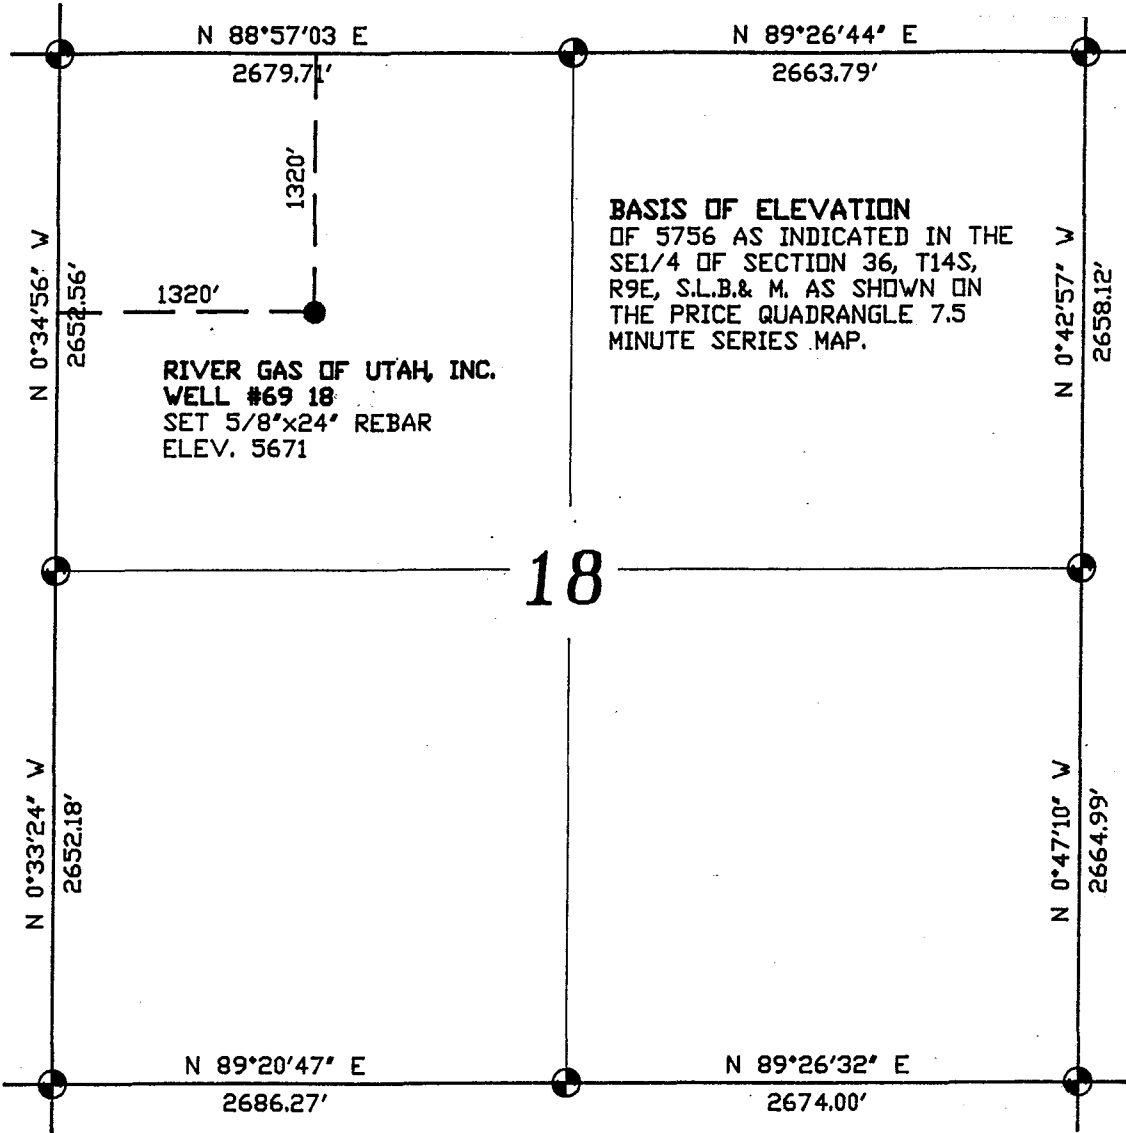 N 88°57'03 E
2679.71'
N 89°26'44" E
2663.79'
1320'
1320'
N 0°34'56" W
2652.56'
RIVER GAS OF UTAH, INC.
WELL #69 18
SET 5/8"x24" REBAR
ELEV. 5671
BASIS OF ELEVATION
OF 5756 AS INDICATED IN THE
SE1/4 OF SECTION 36, T14S,
R9E, S.L.B.& M. AS SHOWN ON
THE PRICE QUADRANGLE 7.5
MINUTE SERIES MAP.
N 0°42'57" W
2658.12'
18
N 0°33'24" W
2652.18'
N 0°47'10" W
2664.99'
N 89°20'47" E
2686.27'
N 89°26'32" E
2674.00'